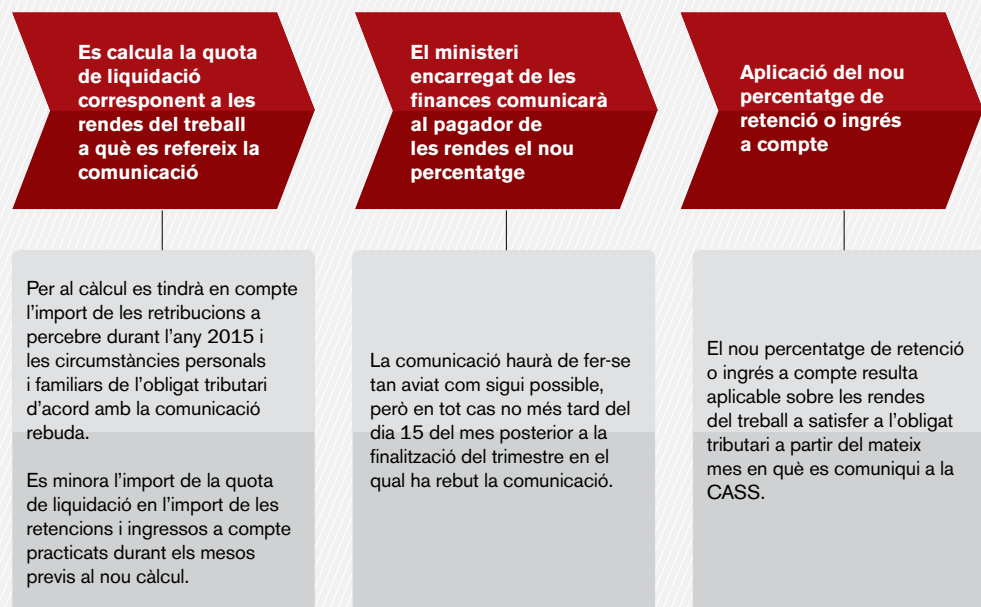 Es calcula la quota
de liquidació
corresponent a les
rendes del treball
a què es refereix la
comunicació
El ministeri
encarregat de les
finances comunicarà
al pagador de
les rendes el nou
percentatge
Aplicació del nou
percentatge de
retenció o ingrés
a compte
Per al càlcul es tindrà en compte
l’import de les retribucions a
percebre durant l’any 2015 i
les circumstàncies personals
i familiars de l’obligat tributari
d’acord amb la comunicació
rebuda.
Es minora l’import de la quota
de liquidació en l’import de les
retencions i ingressos a compte
practicats durant els mesos
previs al nou càlcul.
La comunicació haurà de fer-se
tan aviat com sigui possible,
però en tot cas no més tard del
dia 15 del mes posterior a la
finalització del trimestre en el
qual ha rebut la comunicació.
El nou percentatge de retenció
o ingrés a compte resulta
aplicable sobre les rendes
del treball a satisfer a l’obligat
tributari a partir del mateix
mes en què es comuniqui a la
CASS.